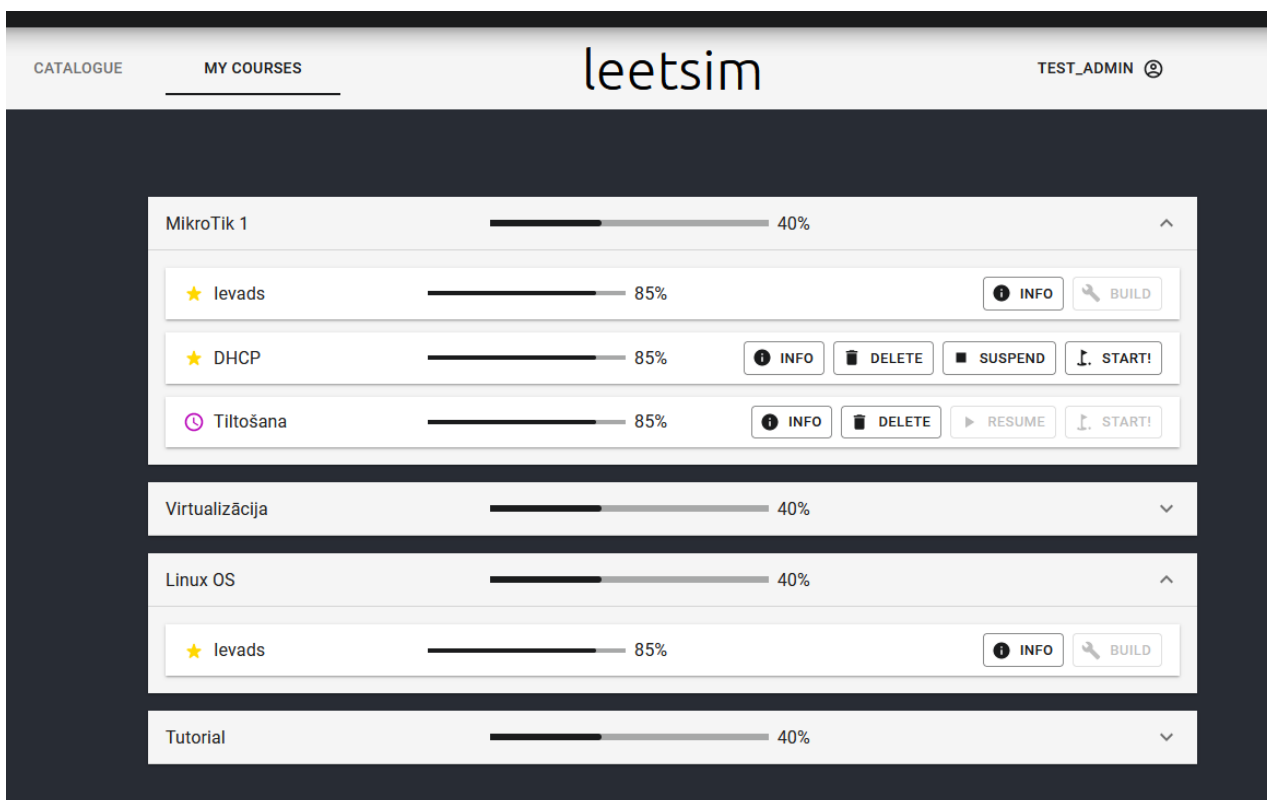 CATALOGUE MY COURSES leetsim TEST_ADMIN
MikroTik 1 40%
Ievads 85% INFO BUILD
DHCP 85% INFO DELETE SUSPEND START!
Tiltošana 85% INFO DELETE RESUME START!
Virtualizācija 40%
Linux OS 40%
Ievads 85% INFO BUILD
Tutorial 40%